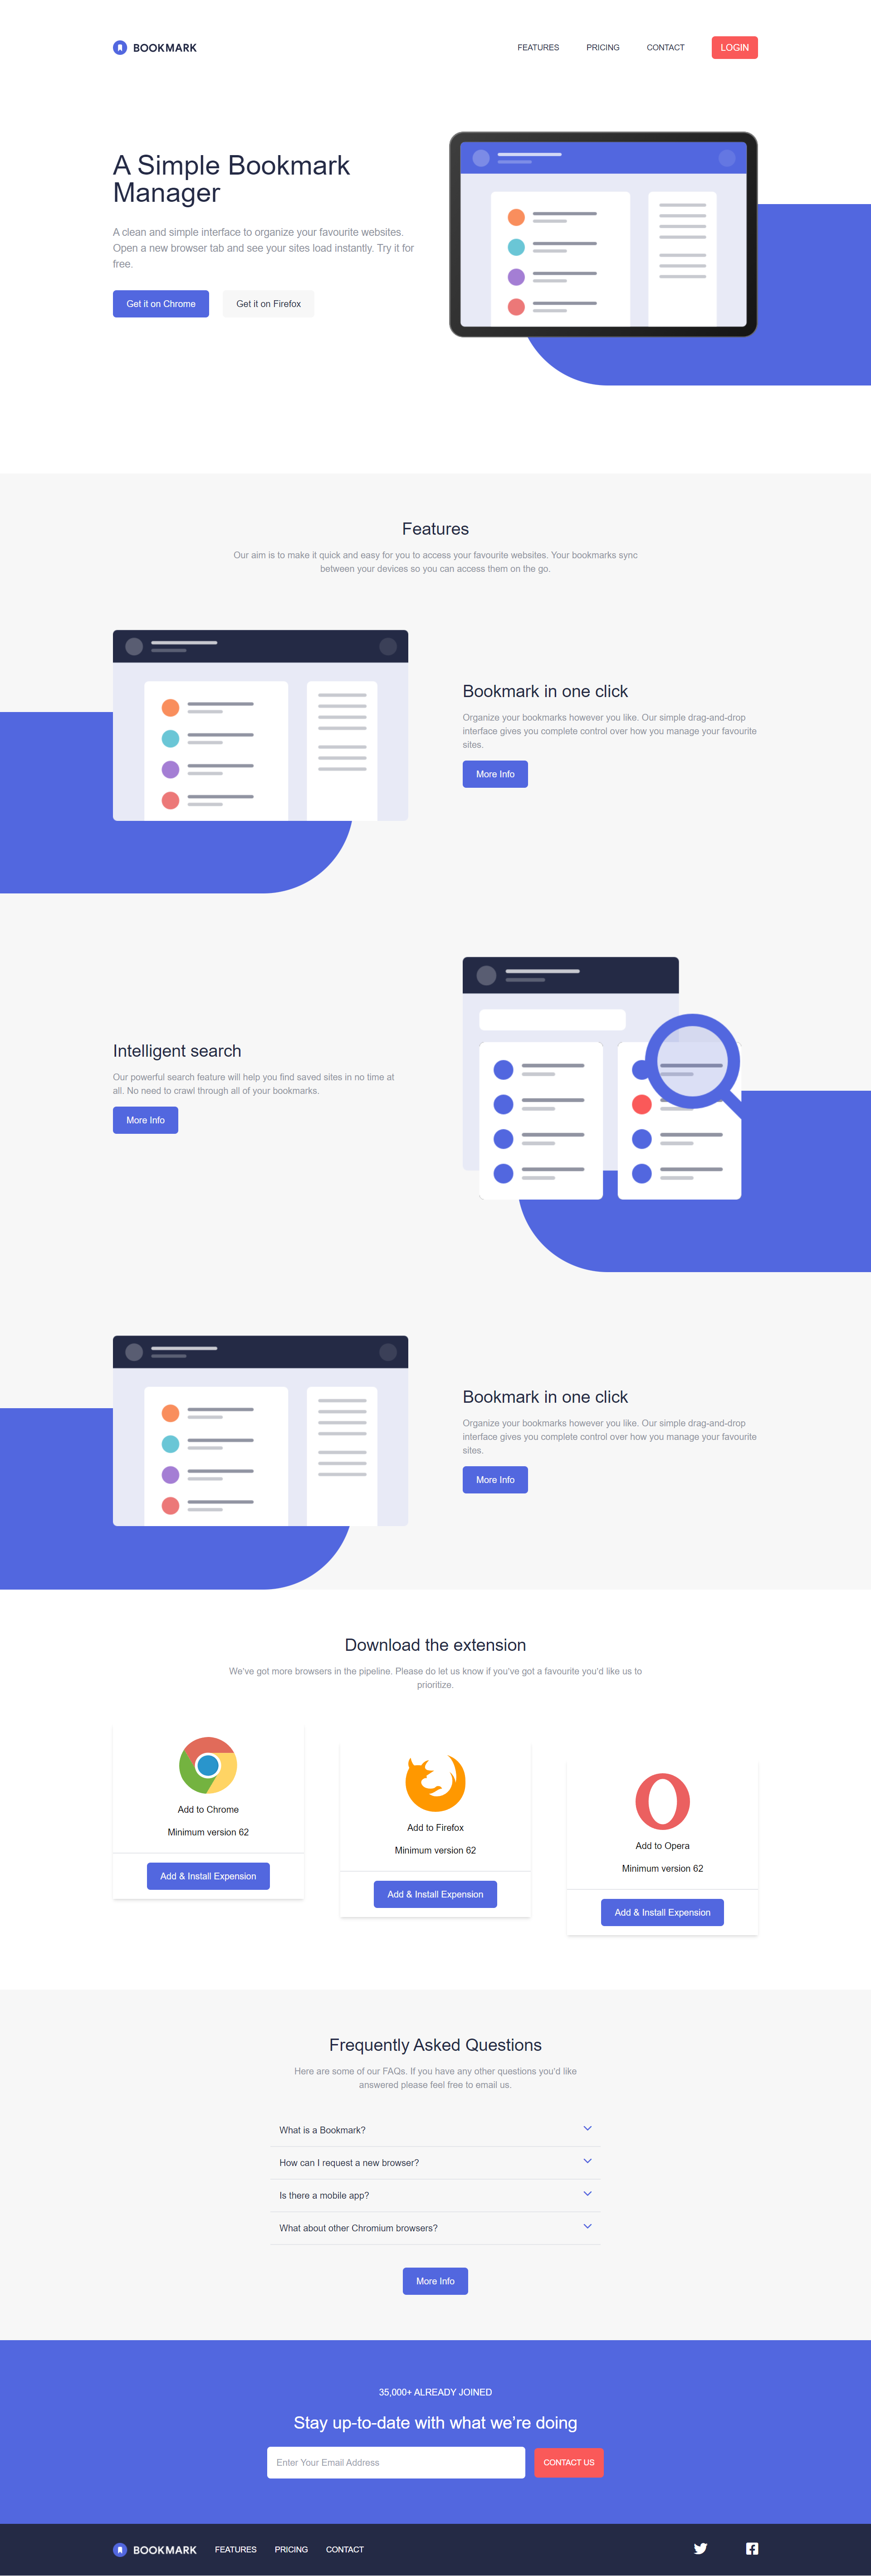 BOOKMARK
FEATURES
PRICING
CONTACT
LOGIN
A Simple Bookmark
Manager
A clean and simple interface to organize your favourite websites.
Open a new browser tab and see your sites load instantly. Try it for
free.
Get it on Chrome
Get it on Firefox
Features
Our aim is to make it quick and easy for you to access your favourite websites. Your bookmarks sync
between your devices so you can access them on the go.
Bookmark in one click
Organize your bookmarks however you like. Our simple drag-and-drop
interface gives you complete control over how you manage your favourite
sites.
More Info
Intelligent search
Our powerful search feature will help you find saved sites in no time at
all. No need to crawl through all of your bookmarks.
More Info
Bookmark in one click
Organize your bookmarks however you like. Our simple drag-and-drop
interface gives you complete control over how you manage your favourite
sites.
More Info
Download the extension
We've got more browsers in the pipeline. Please do let us know if you've got a favourite you'd like us to
prioritize.
Add to Chrome
Minimum version 62
Add & Install Expension
Add to Firefox
Minimum version 62
Add & Install Expension
Add to Opera
Minimum version 62
Add & Install Expension
Frequently Asked Questions
Here are some of our FAQs. If you have any other questions you'd like
answered please feel free to email us.
What is a Bookmark?
How can I request a new browser?
Is there a mobile app?
What about other Chromium browsers?
More Info
35,000+ ALREADY JOINED
Stay up-to-date with what we're doing
Enter Your Email Address
CONTACT US
BOOKMARK
FEATURES
PRICING
CONTACT